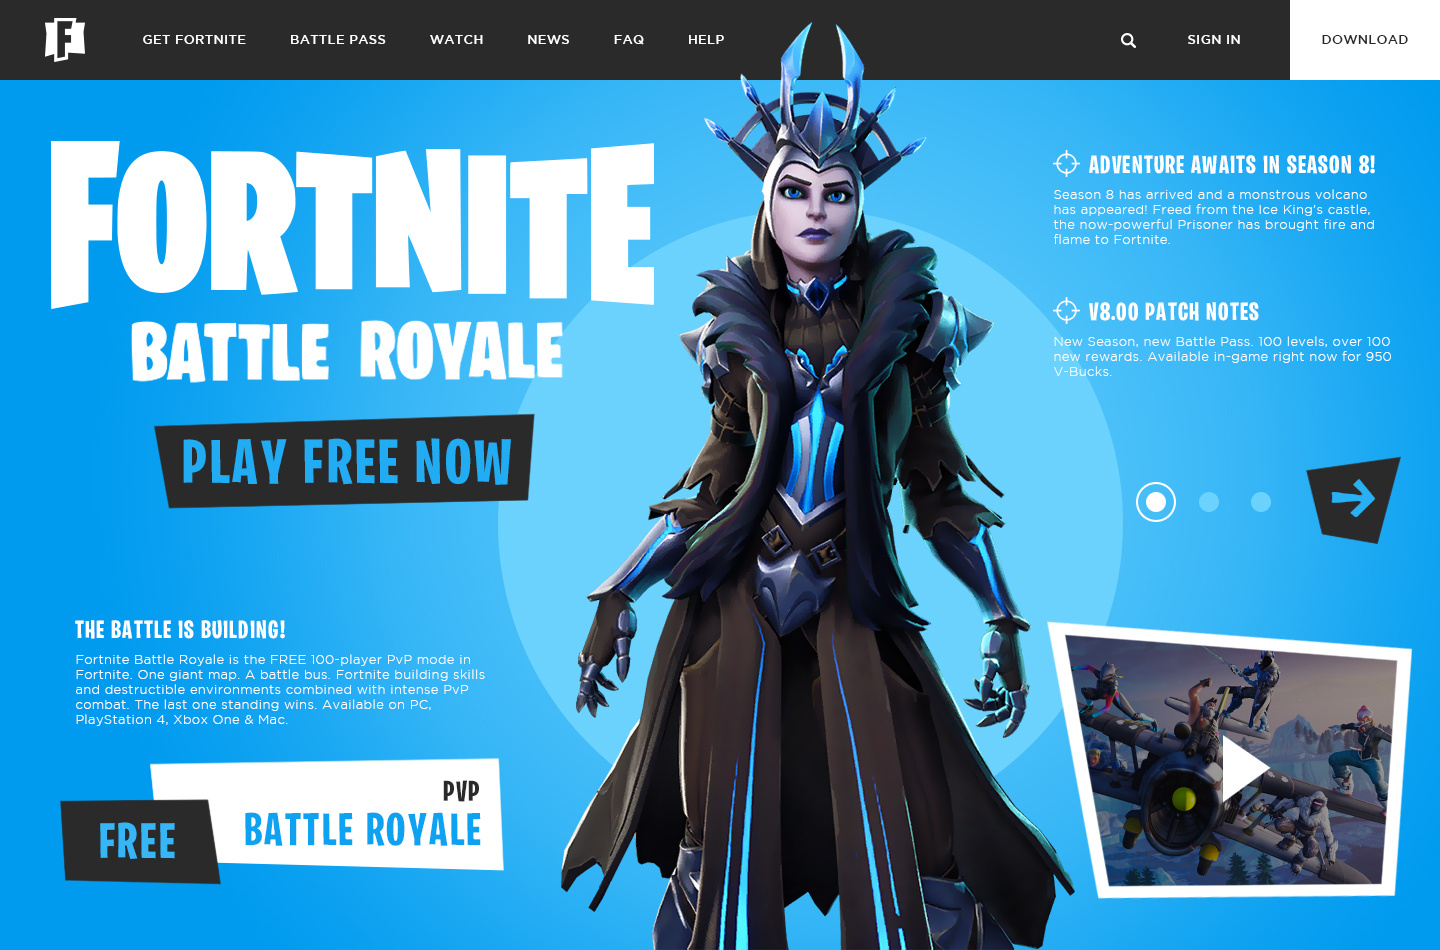 F
GET FORTNITE
BATTLE PASS
WATCH
NEWS
FAQ
HELP
SIGN IN
DOWNLOAD
FORTNITE
BATTLE ROYALE
PLAY FREE NOW
ADVENTURE AWAITS IN SEASON 8!
Season 8 has arrived and a monstrous volcano
has appeared! Freed from the Ice King's castle,
the now-powerful Prisoner has brought fire and
flame to Fortnite.
V8.00 PATCH NOTES
New Season, new Battle Pass. 100 levels, over 100
new rewards. Available in-game right now for 950
V-Bucks.
THE BATTLE IS BUILDING!
Fortnite Battle Royale is the FREE 100-player PvP mode in
Fortnite. One giant map. A battle bus. Fortnite building skills
and destructible environments combined with intense PvP
combat. The last one standing wins. Available on PC,
PlayStation 4, Xbox One & Mac.
PVP
BATTLE ROYALE
FREE